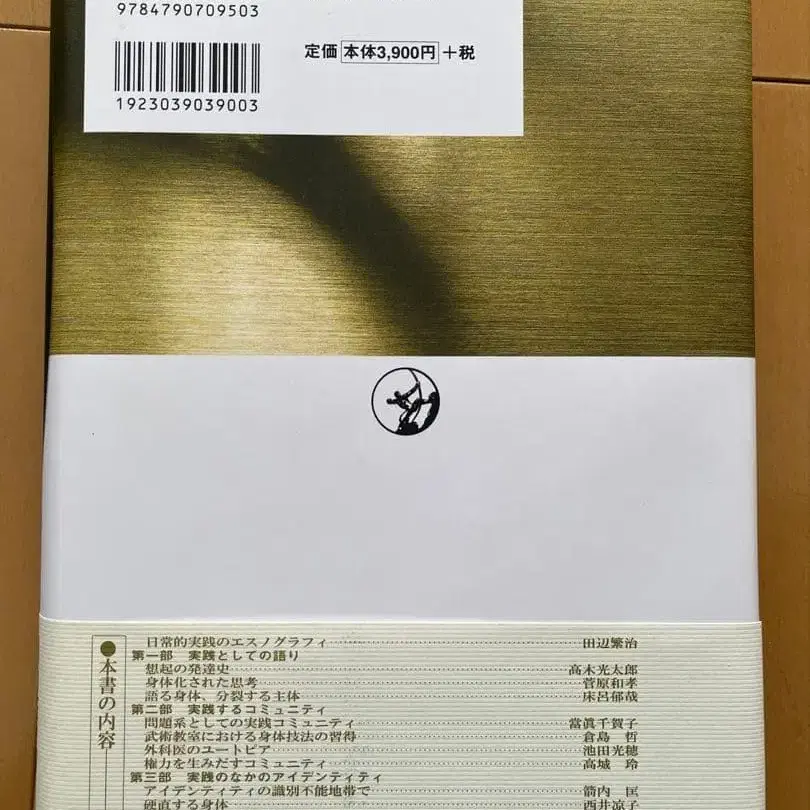 9784790709503
定価 本体3,900円 +税
1923039039003
●本書の内容
日常的実践のエスノグラフィ……田辺繁治
第一部 実践としての語り
想起の発達史……高木光太郎
身体化された思考……菅原和孝
語る身体、分裂する主体……床呂郁哉
第二部 実践するコミュニティ
問題系としての実践コミュニティ……當眞千賀子
武術教室における身体技法の習得……倉島 哲
外科医のユートピア……池田光穂
権力を生みだすコミュニティ……高城 玲
第三部 実践のなかのアイデンティティ
アイデンティティの識別不能地帯で……箭内 匡
硬直する身体……西井凉子